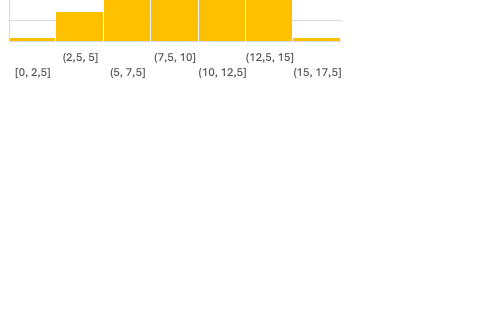 (2,5, 5] (7,5, 10] (12,5, 15]
[0, 2,5] (5, 7,5] (10, 12,5] (15, 17,5]